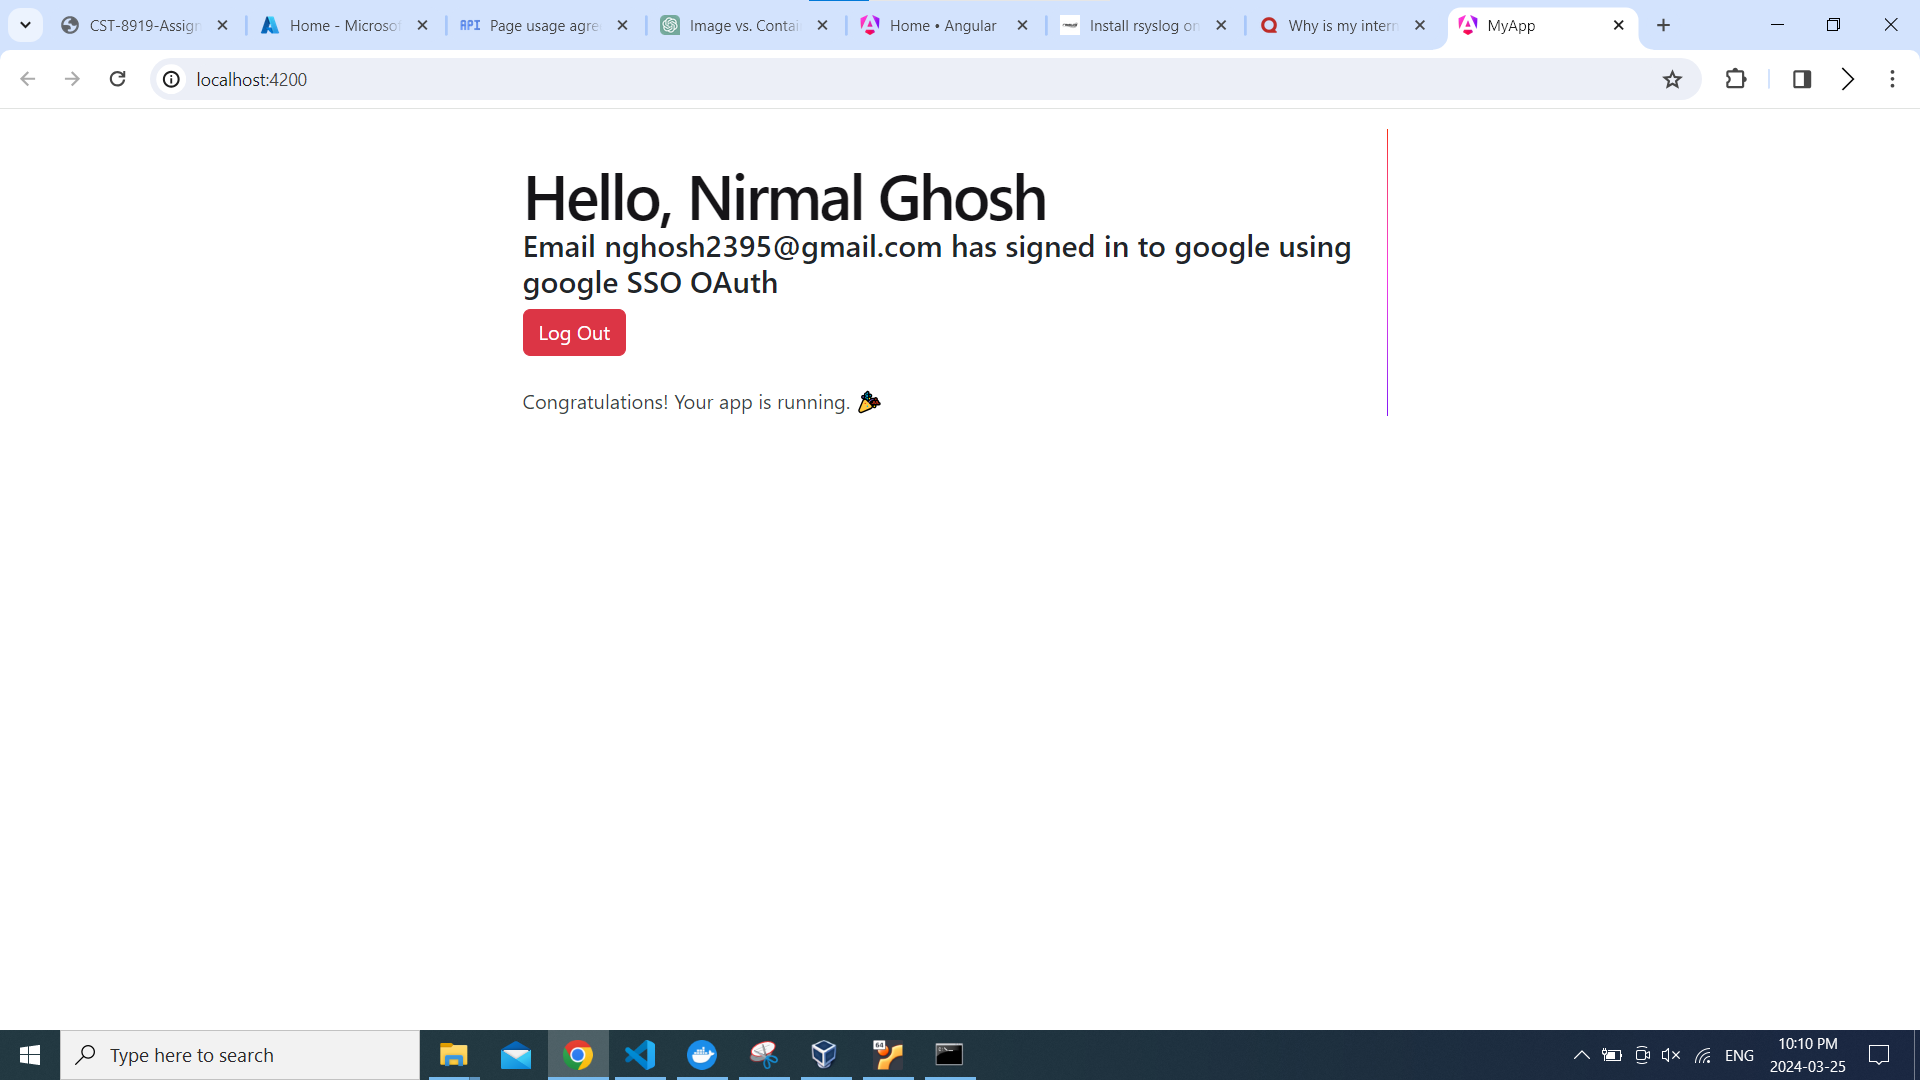 CST-8919-Assign
Home - Microsof
API
Page usage agre
Image vs. Contai
Home • Angular
Install rsyslog on
Why is my intern
MyApp
localhost:4200
Hello, Nirmal Ghosh
Email nghosh2395@gmail.com has signed in to google using
google SSO OAuth
Log Out
Congratulations! Your app is running. 🎉
Type here to search
64
ENG
10:10 PM
2024-03-25